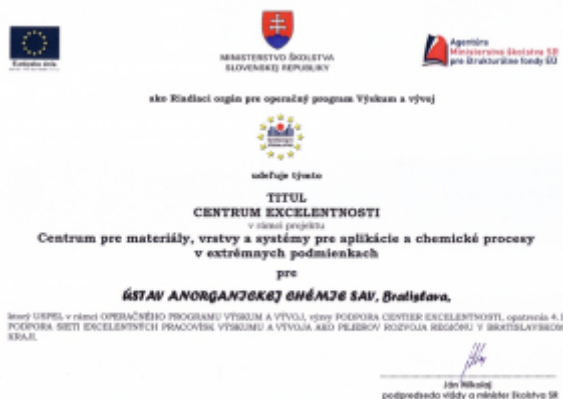 Európska únia
MINISTERSTVO ŠKOLSTVA
SLOVENSKEJ REPUBLIKY
Agentúra
Ministerstva školstva SR
pre štrukturálne fondy EÚ
ako Riadiaci orgán pre operačný program Výskum a vývoj
udeľuje týmto
TITUL
CENTRUM EXCELENTNOSTI
v rámci projektu
Centrum pre materiály, vrstvy a systémy pre aplikácie a chemické procesy
v extrémnych podmienkach
pre
ÚSTAV ANORGANICKEJ CHÉMIE SAV, Bratislava,
ktorý USPEL v rámci OPERAČNÉHO PROGRAMU VÝSKUM A VÝVOJ, výzvy PODPORA CENTIER EXCELENTNOSTI, opatrenia 4.1
PODPORA SIETÍ EXCELENTNÝCH PRACOVÍSK VÝSKUMU A VÝVOJA AKO PILIEROV ROZVOJA REGIÓNU V BRATISLAVSKOM
KRAJI.
Ján Mikolaj
podpredseda vlády a minister školstva SR